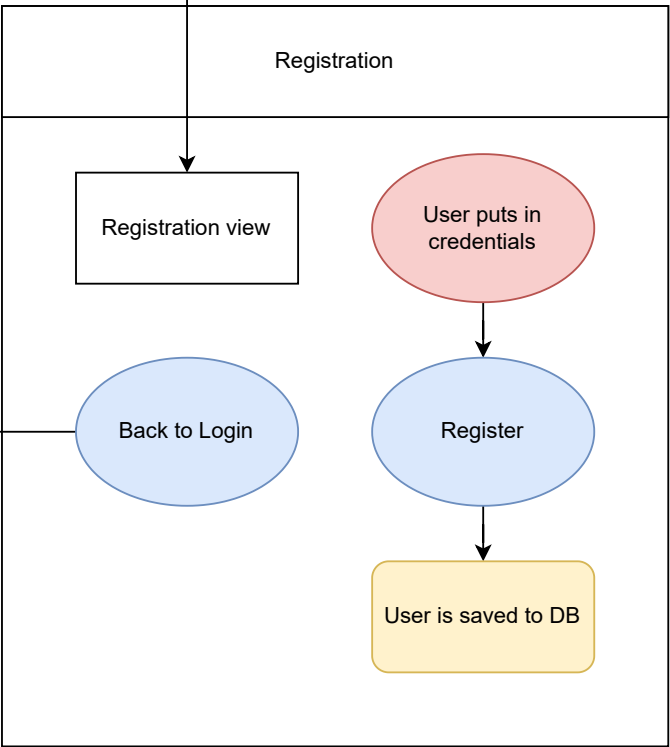 Registration
Registration view
User puts in
credentials
Back to Login
Register
User is saved to DB